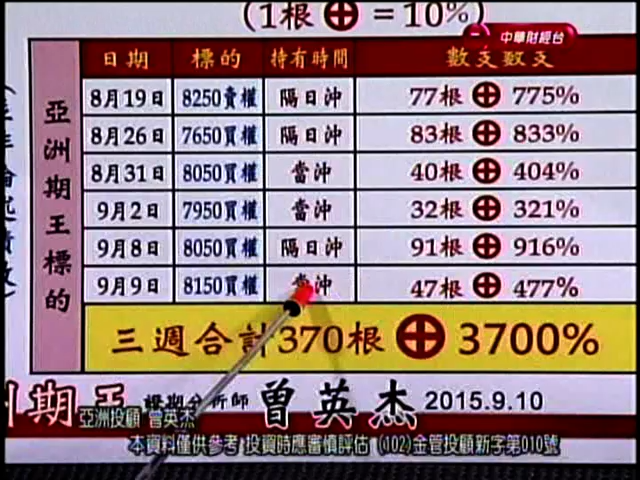 (1根 ⊕ = 10%)
中華財經台
日期 標的 持有時間 數支數支
亞洲期王標的
8月19日 8250賣權 隔日沖 77根 ⊕ 775%
8月26日 7650買權 隔日沖 83根 ⊕ 833%
8月31日 8050買權 當沖 40根 ⊕ 404%
9月2日 7950買權 當沖 32根 ⊕ 321%
9月8日 8050買權 隔日沖 91根 ⊕ 916%
9月9日 8150買權 當沖 47根 ⊕ 477%
三週合計370根 ⊕ 3700%
洲期王 證期分析師 曾英杰 2015.9.10
亞洲投顧 曾英杰
本資料僅供參考 投資時應審慎評估 (102)金管投顧新字第010號